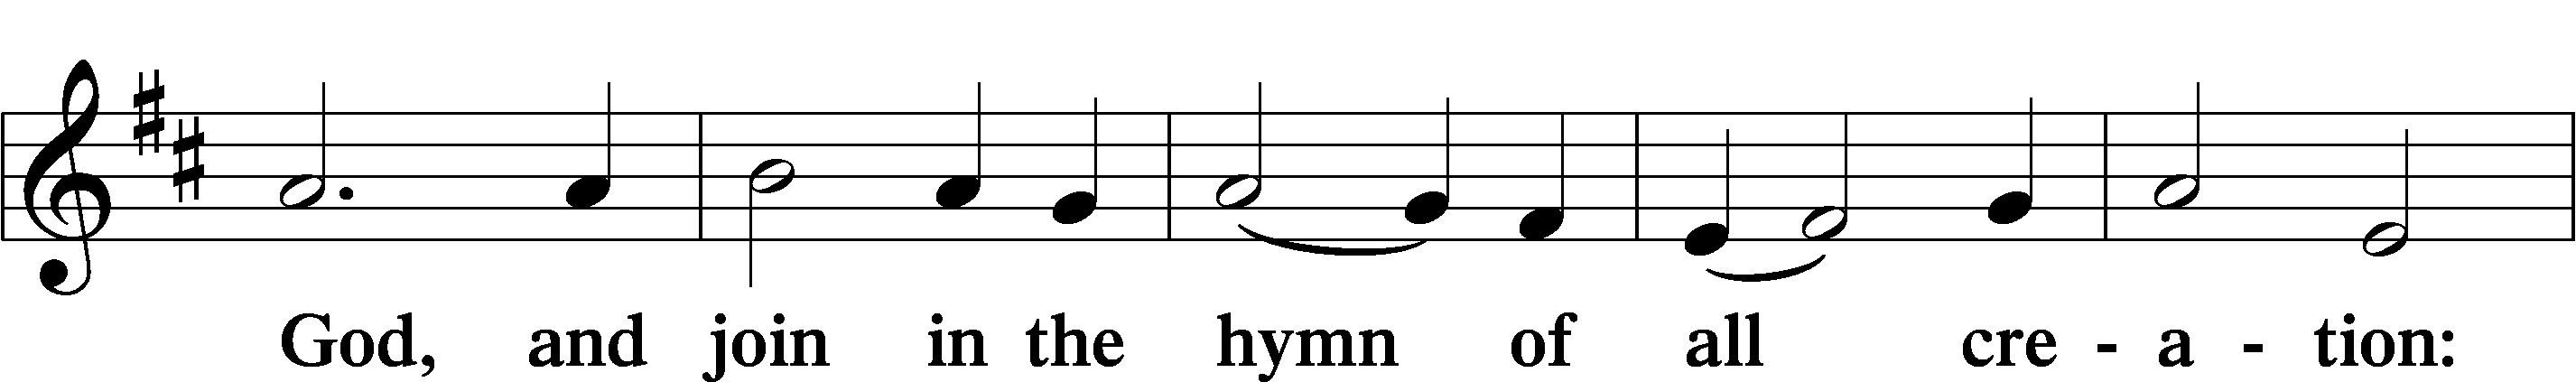 God, and join in the hymn of all cre - a - tion: